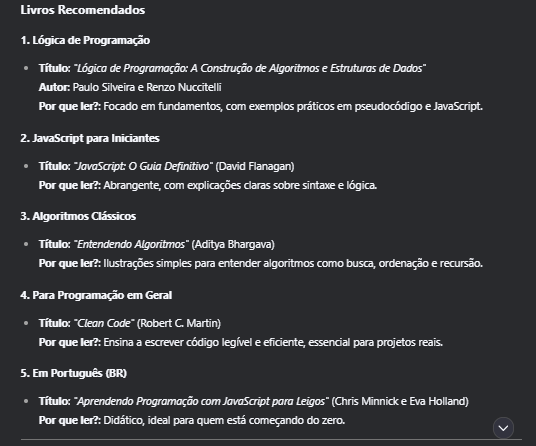 Livros Recomendados
1. Lógica de Programação
Título: "Lógica de Programação: A Construção de Algoritmos e Estruturas de Dados"
Autor: Paulo Silveira e Renzo Nuccitelli
Por que ler?: Focado em fundamentos, com exemplos práticos em pseudocódigo e JavaScript.
2. JavaScript para Iniciantes
Título: "JavaScript: O Guia Definitivo" (David Flanagan)
Por que ler?: Abrangente, com explicações claras sobre sintaxe e lógica.
3. Algoritmos Clássicos
Título: "Entendendo Algoritmos" (Aditya Bhargava)
Por que ler?: Ilustrações simples para entender algoritmos como busca, ordenação e recursão.
4. Para Programação em Geral
Título: "Clean Code" (Robert C. Martin)
Por que ler?: Ensina a escrever código legível e eficiente, essencial para projetos reais.
5. Em Português (BR)
Título: "Aprendendo Programação com JavaScript para Leigos" (Chris Minnick e Eva Holland)
Por que ler?: Didático, ideal para quem está começando do zero.